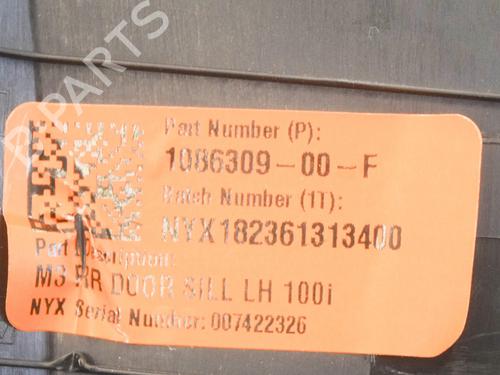 B-PARTS
Part Number (P):
1086309-00-F
Batch Number (1T):
NYX182361313400
Part Description:
M3 RR DOOR SILL LH 100i
NYX Serial Number: 007422326